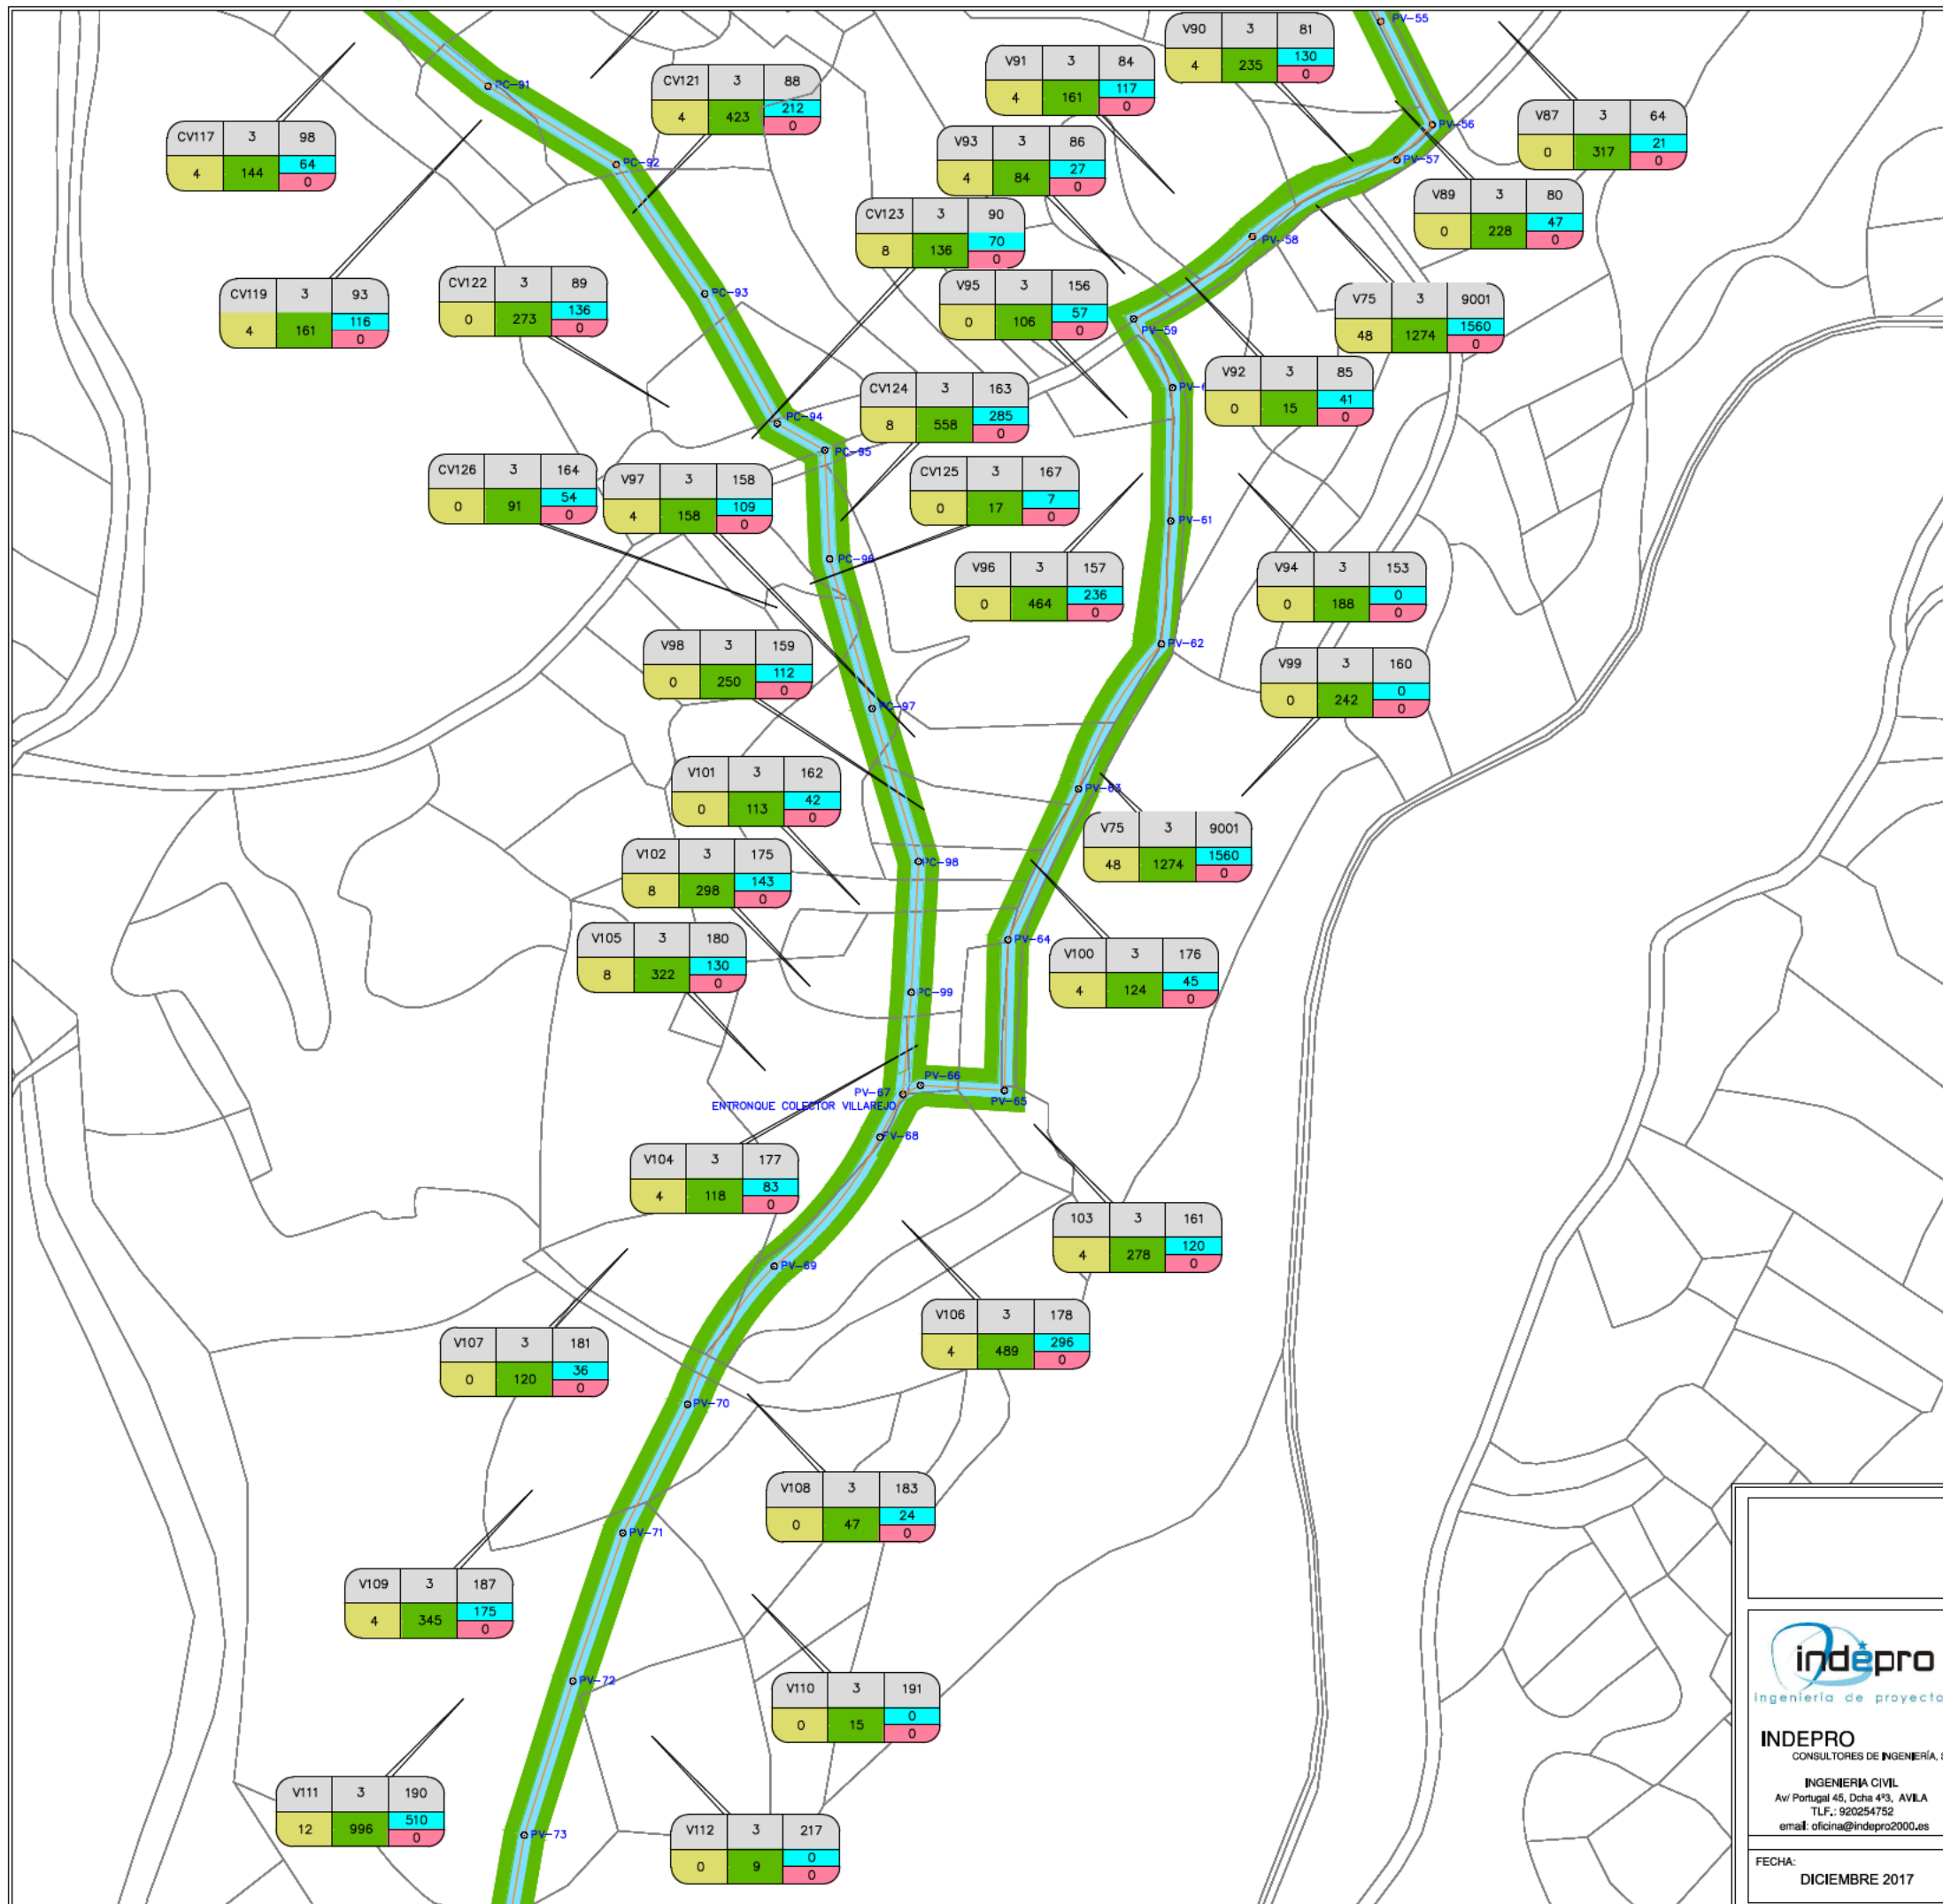 PV-55
V90 3 81
4 235 130
0
PC-91
CV121 3 88
4 423 212
0
V91 3 84
4 161 117
0
V87 3 64
0 317 21
0
CV117 3 98
4 144 64
0
PV-56
V93 3 86
4 84 27
0
PC-92
PV-57
V89 3 80
0 228 47
0
CV123 3 90
8 136 70
0
PV-58
CV119 3 93
4 161 116
0
CV122 3 89
0 273 136
0
PC-93
V95 3 156
0 106 57
0
V75 3 9001
48 1274 1560
0
PV-59
V92 3 85
0 15 41
0
CV124 3 163
8 558 285
0
PC-94
PC-95
CV126 3 164
0 91 54
0
V97 3 158
4 158 109
0
CV125 3 167
0 17 7
0
PV-61
PC-96
V96 3 157
0 464 236
0
V94 3 153
0 188 0
0
V98 3 159
0 250 112
0
PV-62
V99 3 160
0 242 0
0
PC-97
V101 3 162
0 113 42
0
PV-63
V75 3 9001
48 1274 1560
0
V102 3 175
8 298 143
0
PC-98
V105 3 180
8 322 130
0
PV-64
V100 3 176
4 124 45
0
PC-99
PV-66
PV-67
PV-65
ENTRONQUE COLECTOR VILLAREJO
PV-68
V104 3 177
4 118 83
0
103 3 161
4 278 120
0
PV-69
V106 3 178
4 489 296
0
V107 3 181
0 120 36
0
PV-70
V108 3 183
0 47 24
0
PV-71
V109 3 187
4 345 175
0
PV-72
V110 3 191
0 15 0
0
V111 3 190
12 996 510
0
V112 3 217
0 9 0
0
PV-73
indepro
ingeniería de proyecto
INDEPRO
CONSULTORES DE INGENIERÍA,
INGENIERIA CIVIL
Av/ Portugal 45, Dcha 4º3, AVILA
TLF.: 920254752
email: oficina@indepro2000.es
FECHA:
DICIEMBRE 2017